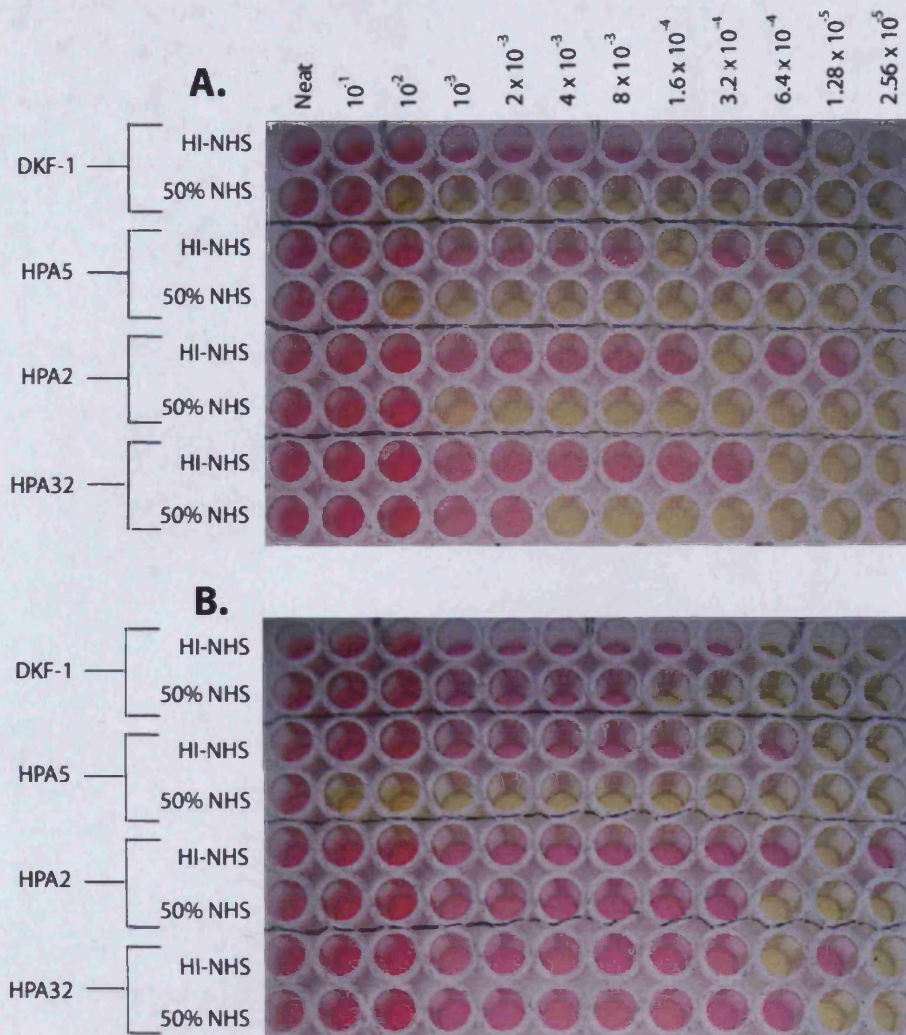 A.
Neat 10⁻¹ 10⁻² 10⁻³ 2 x 10⁻³ 4 x 10⁻³ 8 x 10⁻³ 1.6 x 10⁻⁴ 3.2 x 10⁻⁴ 6.4 x 10⁻⁴ 1.28 x 10⁻⁵ 2.56 x 10⁻⁵
DKF-1
HI-NHS
50% NHS
HPA5
HI-NHS
50% NHS
HPA2
HI-NHS
50% NHS
HPA32
HI-NHS
50% NHS
B.
DKF-1
HI-NHS
50% NHS
HPA5
HI-NHS
50% NHS
HPA2
HI-NHS
50% NHS
HPA32
HI-NHS
50% NHS